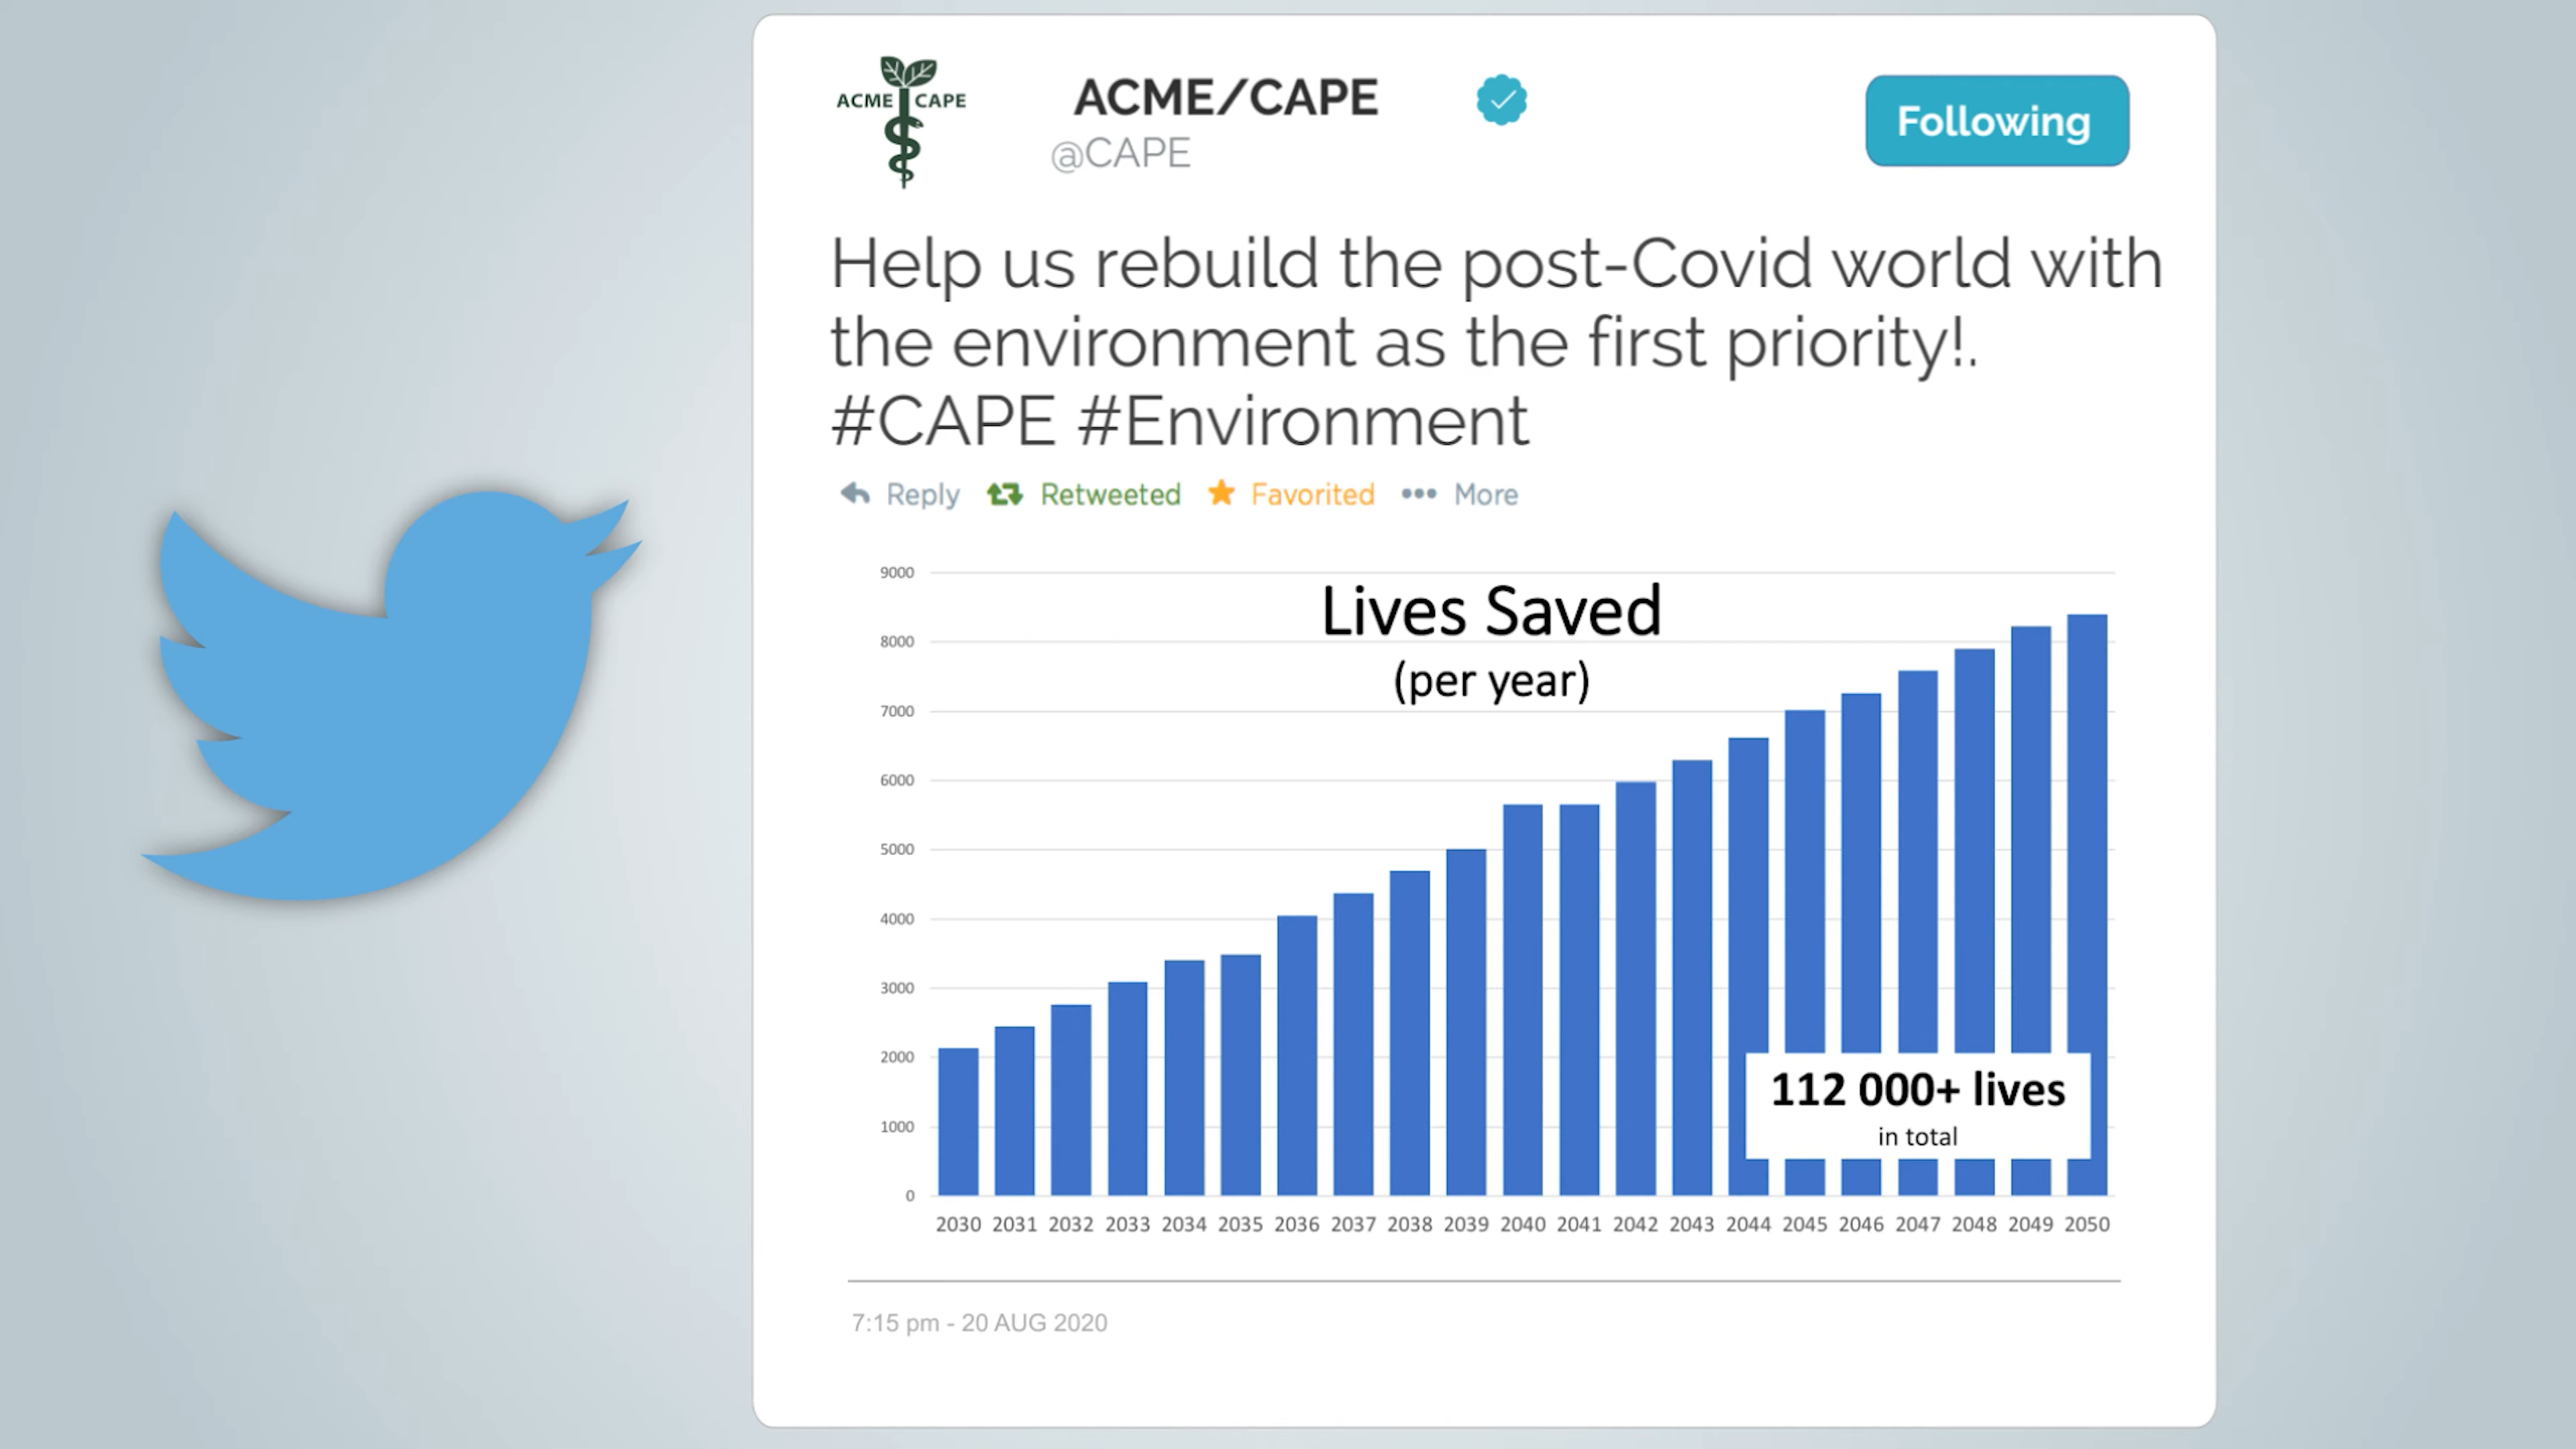 ACME CAPE
ACME/CAPE
@CAPE
Following
Help us rebuild the post-Covid world with
the environment as the first priority!.
#CAPE #Environment
Reply Retweeted Favorited More
Lives Saved
(per year)
9000
8000
7000
6000
5000
4000
3000
2000
1000
0
112 000+ lives
in total
2030 2031 2032 2033 2034 2035 2036 2037 2038 2039 2040 2041 2042 2043 2044 2045 2046 2047 2048 2049 2050
7:15 pm - 20 AUG 2020